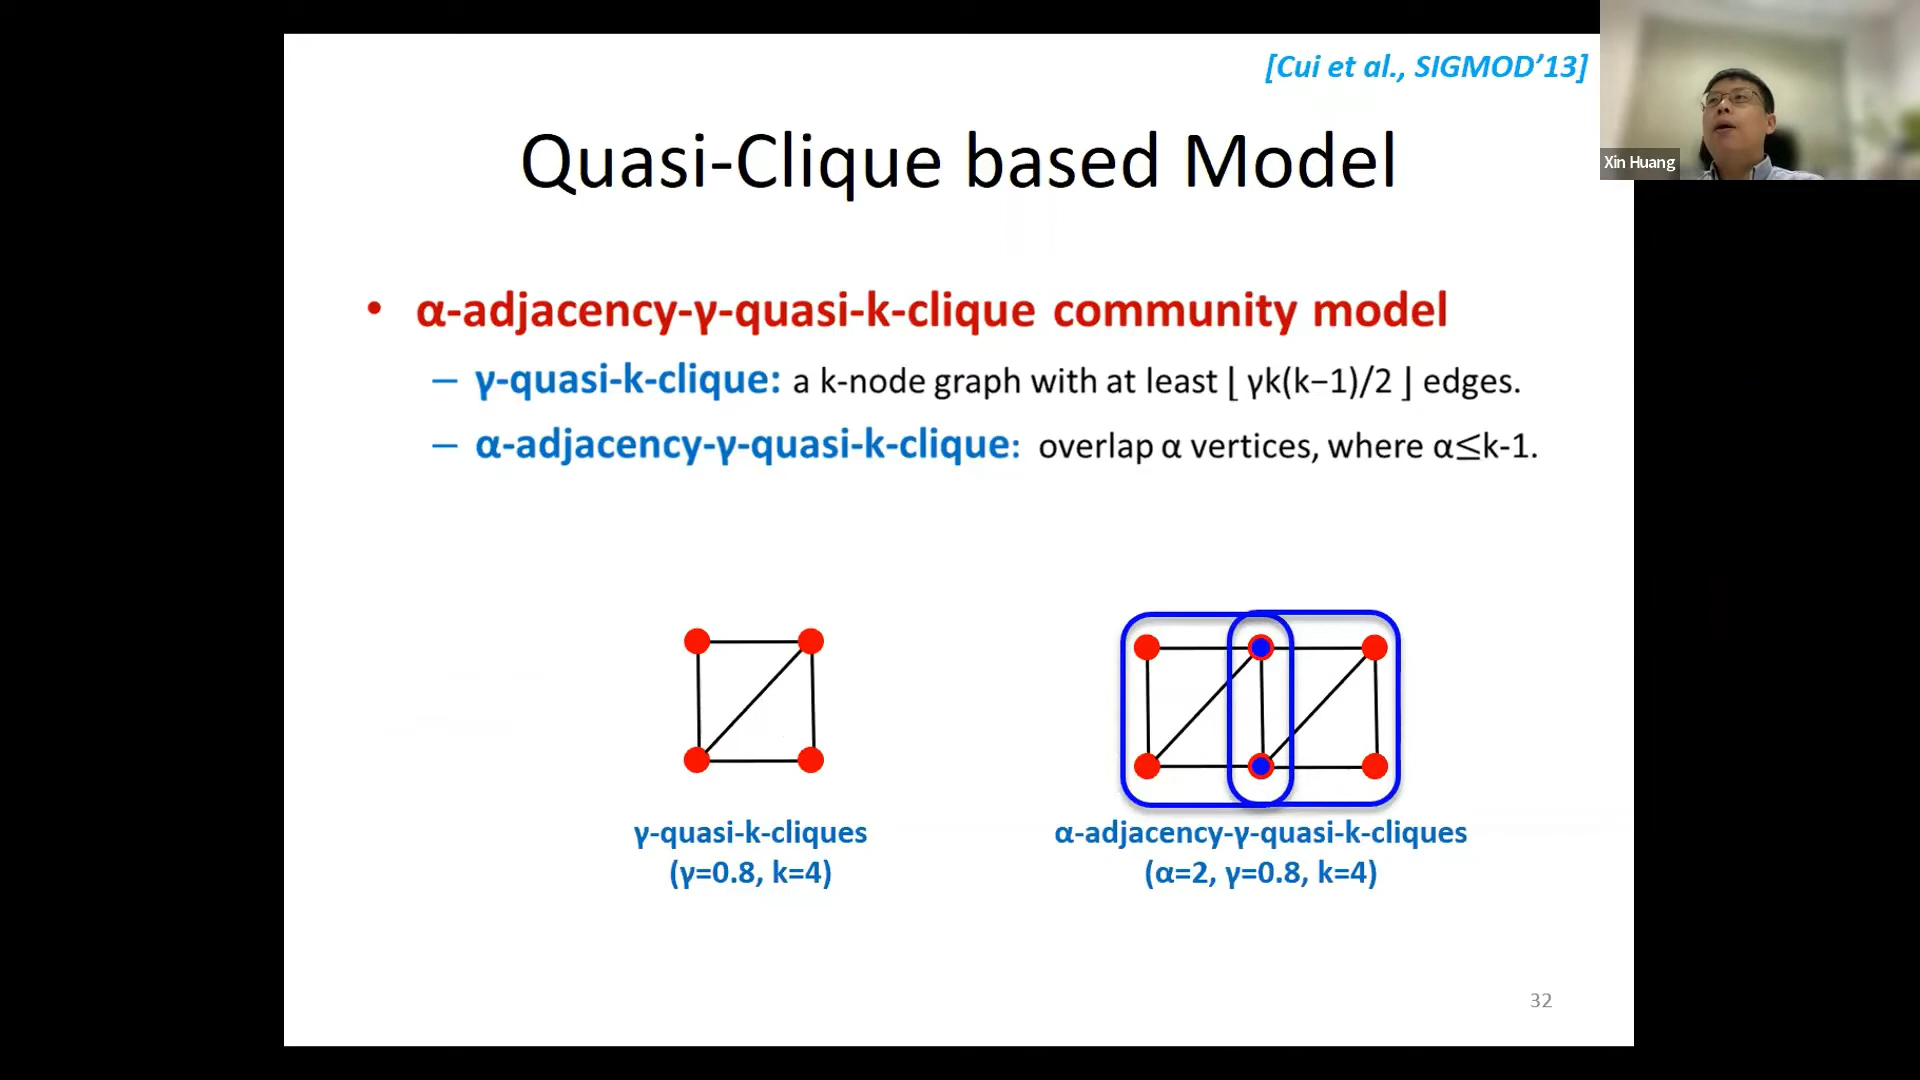 [Cui et al., SIGMOD'13]
Xin Huang
Quasi-Clique based Model
• α-adjacency-γ-quasi-k-clique community model
– γ-quasi-k-clique: a k-node graph with at least ⌊ γk(k−1)/2 ⌋ edges.
– α-adjacency-γ-quasi-k-clique: overlap α vertices, where α≤k-1.
γ-quasi-k-cliques
(γ=0.8, k=4)
α-adjacency-γ-quasi-k-cliques
(α=2, γ=0.8, k=4)
32